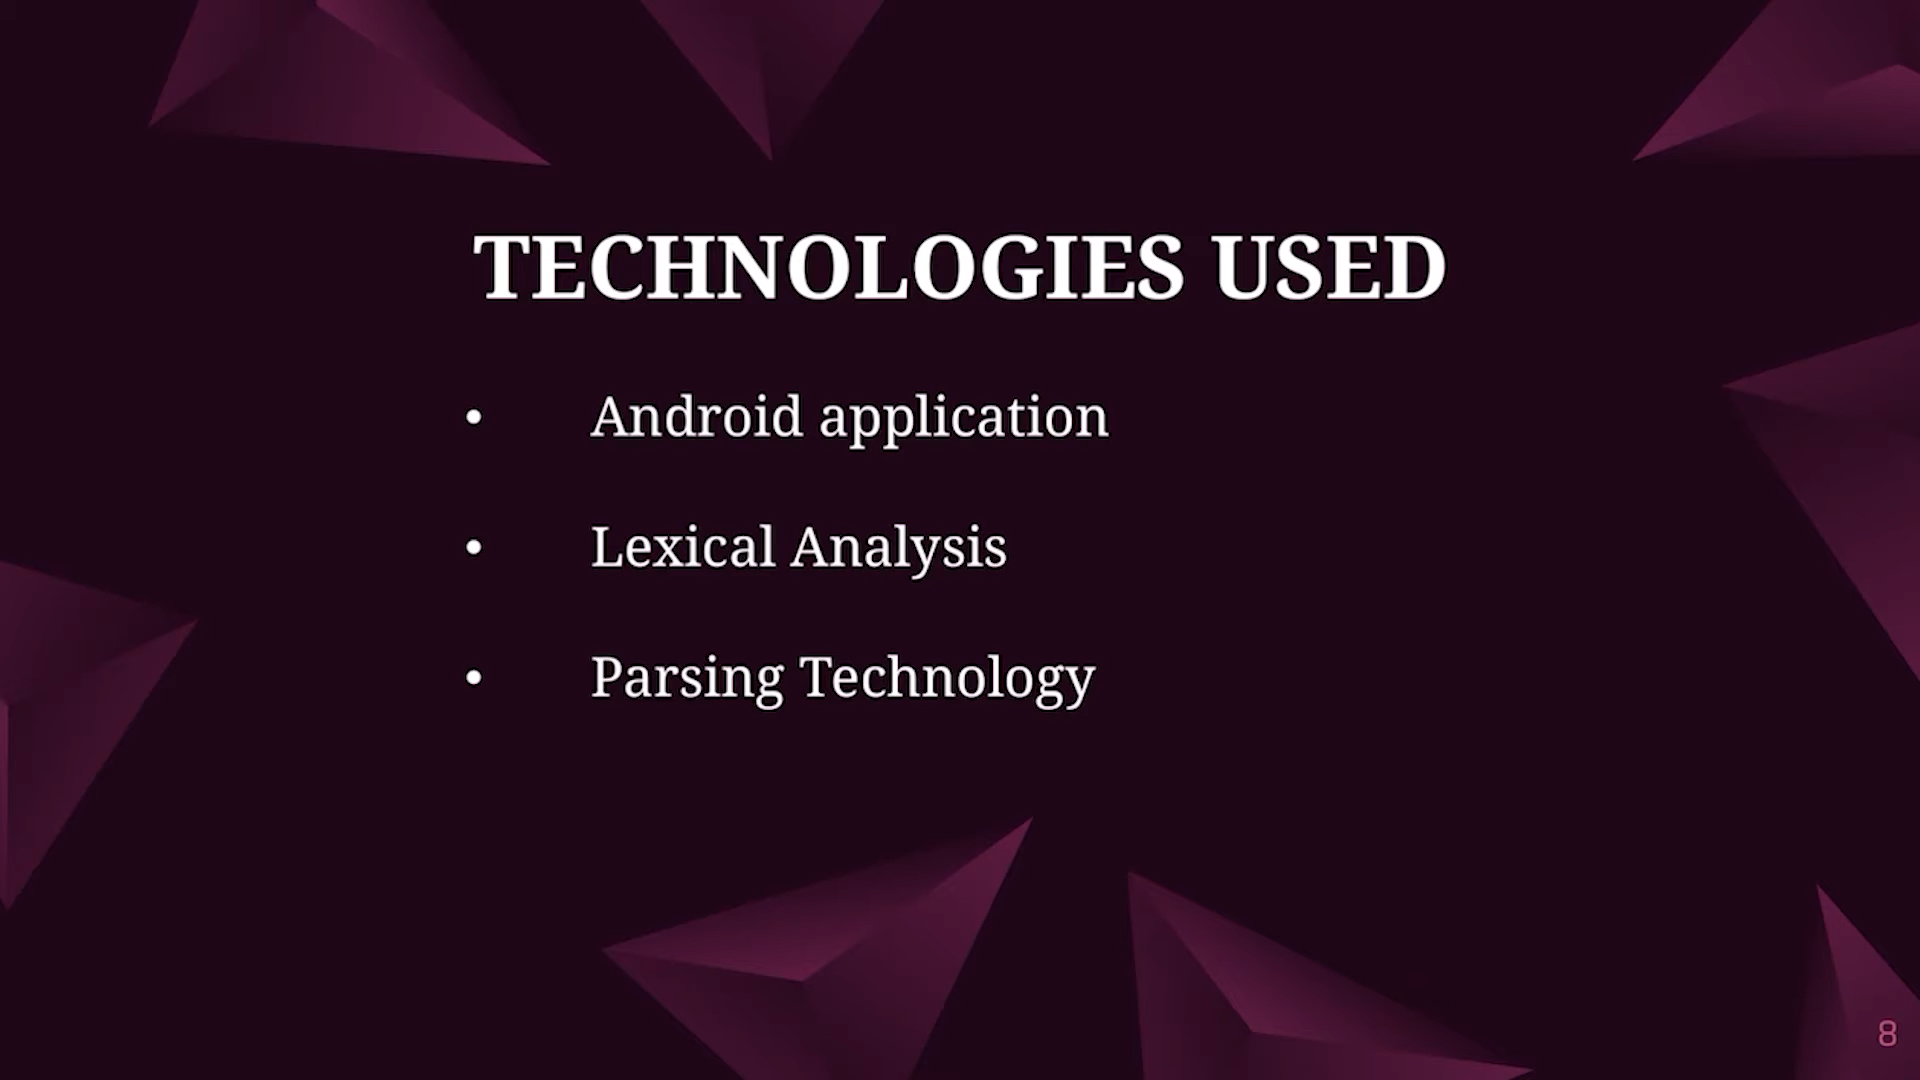 TECHNOLOGIES USED
• Android application
• Lexical Analysis
• Parsing Technology
8